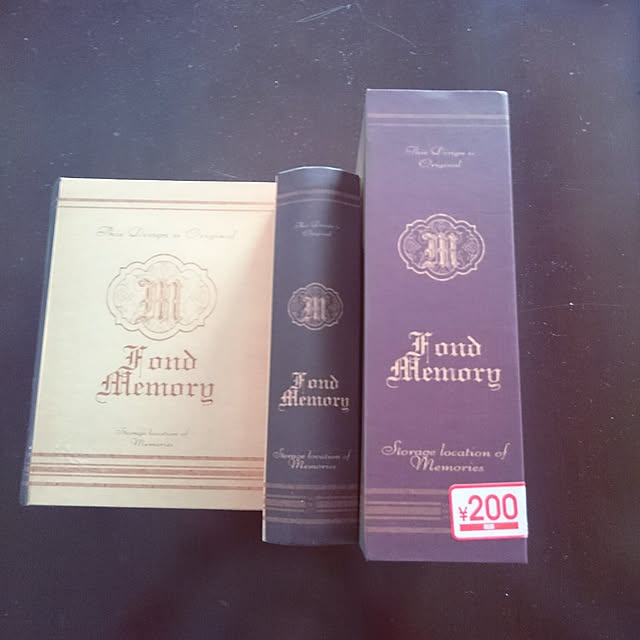 This Design is Original
M
Fond
Memory
Storage location of
Memories
This Design is
Original
M
Fond
Memory
Storage location of
Memories
This Design is
Original
M
Fond
Memory
Storage location of
Memories
¥200